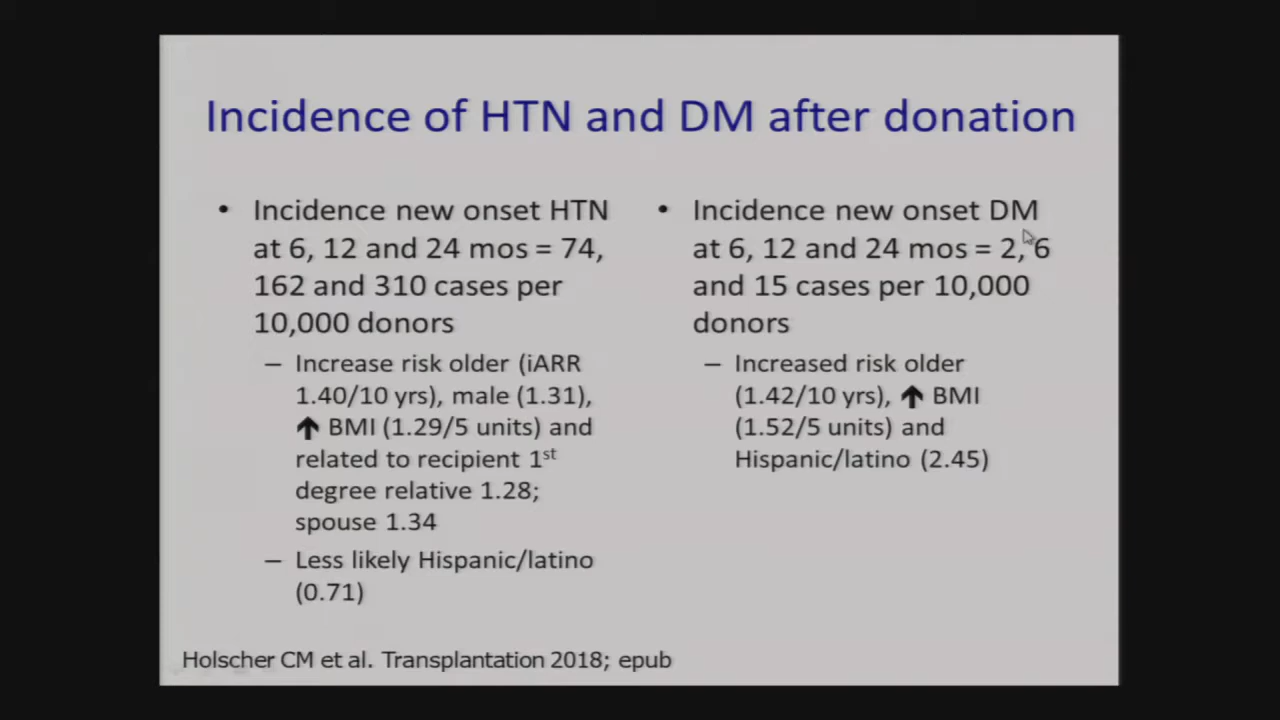 Incidence of HTN and DM after donation
• Incidence new onset HTN
at 6, 12 and 24 mos = 74,
162 and 310 cases per
10,000 donors
– Increase risk older (iARR
1.40/10 yrs), male (1.31),
↑ BMI (1.29/5 units) and
related to recipient 1st
degree relative 1.28;
spouse 1.34
– Less likely Hispanic/latino
(0.71)
• Incidence new onset DM
at 6, 12 and 24 mos = 2, 6
and 15 cases per 10,000
donors
– Increased risk older
(1.42/10 yrs), ↑ BMI
(1.52/5 units) and
Hispanic/latino (2.45)
Holscher CM et al. Transplantation 2018; epub